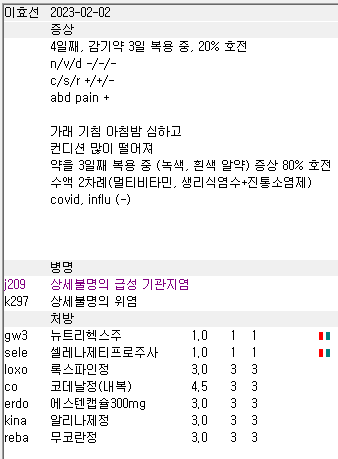 이효선 2023-02-02
증상
4일째, 감기약 3일 복용 중, 20% 호전
n/v/d -/-/-
c/s/r +/+/-
abd pain +
가래 기침 아침밤 심하고
컨디션 많이 떨어져
약을 3일째 복용 중 (녹색, 흰색 알약) 증상 80% 호전
수액 2차례(멀티비타민, 생리식염수+진통소염제)
covid, influ (-)
병명
j209 상세불명의 급성 기관지염
k297 상세불명의 위염
처방
gw3 뉴트리헥스주 1.0 1 1
sele 셀레나제티프로주사 1.0 1 1
loxo 록스파인정 3.0 3 3
co 코데날정(내복) 4.5 3 3
erdo 에스텐캡슐300mg 3.0 3 3
kina 알리나제정 3.0 3 3
reba 무코란정 3.0 3 3